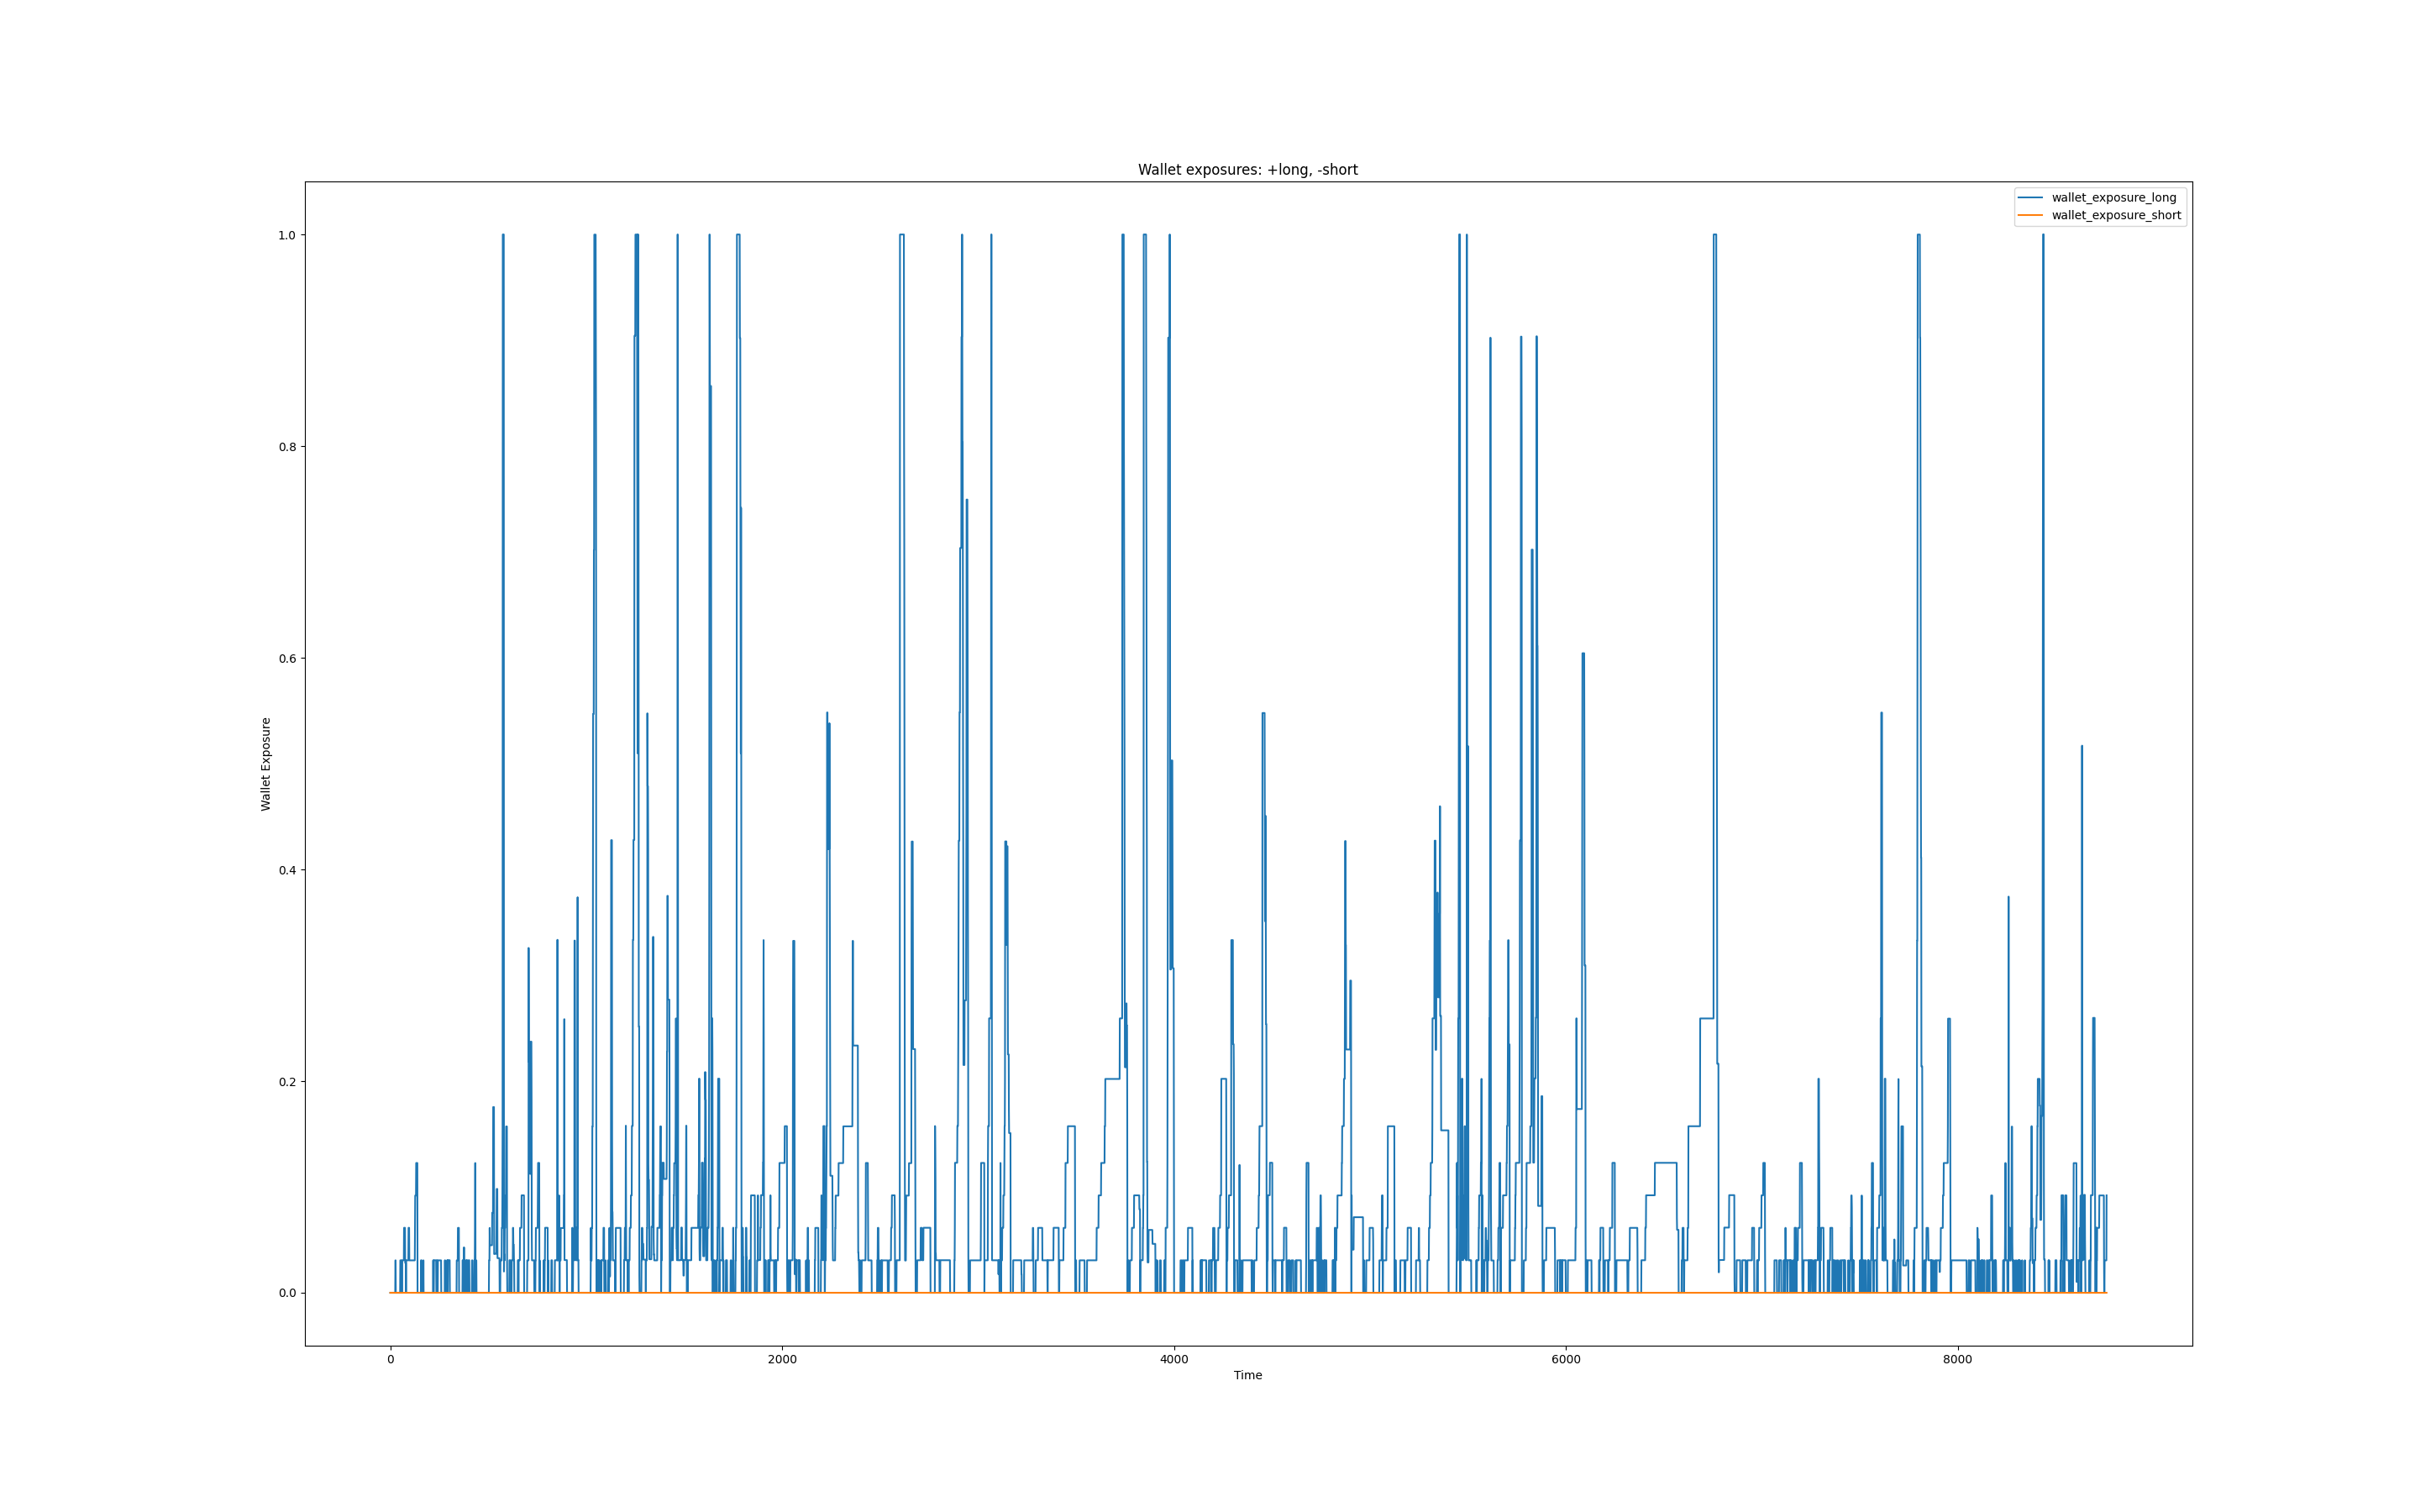 Wallet exposures: +long, -short
wallet_exposure_long
wallet_exposure_short
1.0
0.8
0.6
0.4
0.2
0.0
Wallet Exposure
0
2000
4000
6000
8000
Time